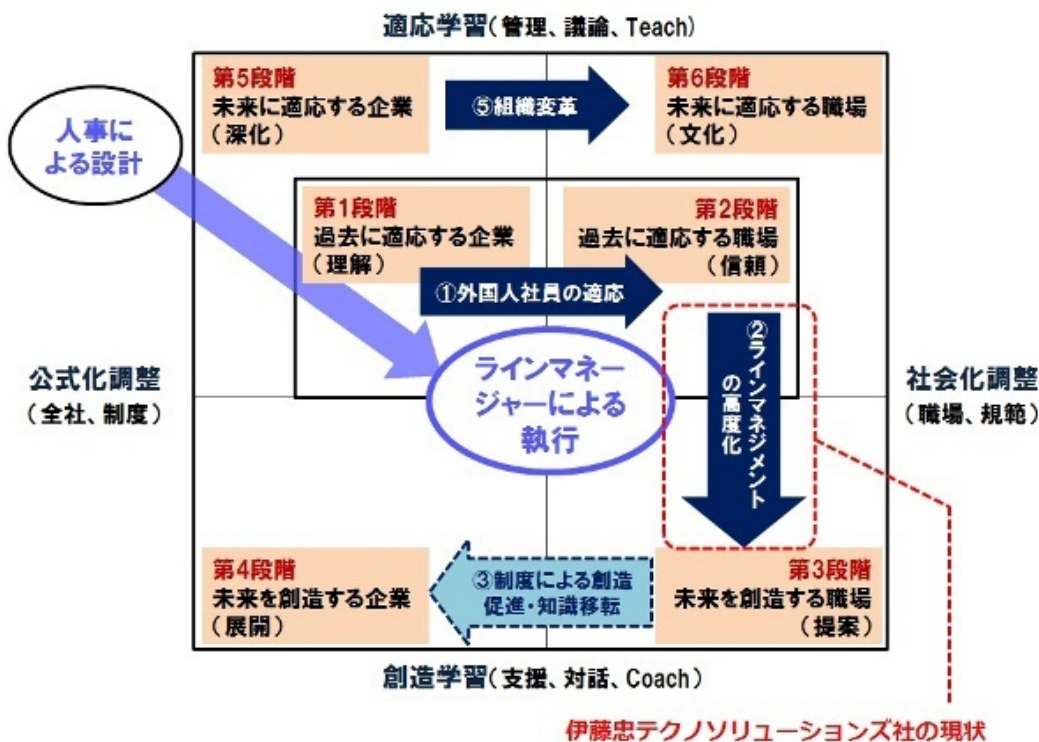 適応学習(管理、議論、Teach)
第5段階
未来に適応する企業
(深化)
⑤組織変革
第6段階
未来に適応する職場
(文化)
人事に
よる設計
第1段階
過去に適応する企業
(理解)
第2段階
過去に適応する職場
(信頼)
①外国人社員の適応
②ラインマネジメント
の高度化
ラインマネー
ジャーによる
執行
公式化調整
(全社、制度)
社会化調整
(職場、規範)
第4段階
未来を創造する企業
(展開)
③制度による創造
促進・知識移転
第3段階
未来を創造する職場
(提案)
創造学習(支援、対話、Coach)
伊藤忠テクノソリューションズ社の現状